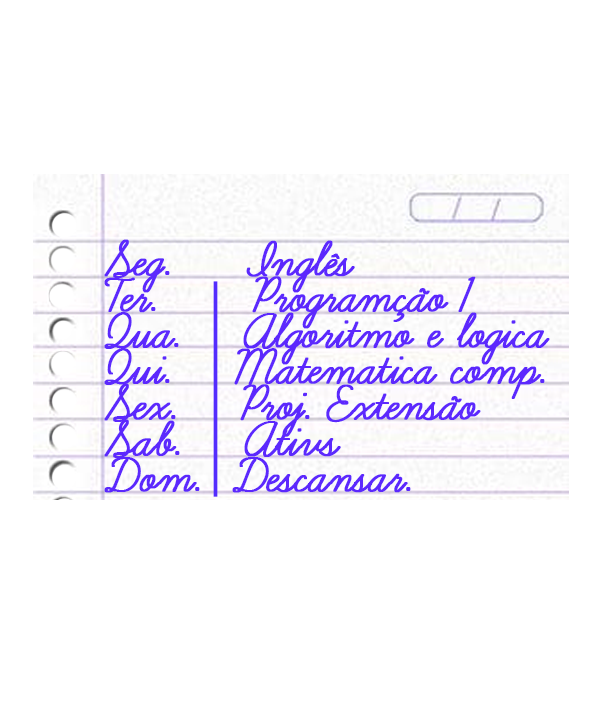 Seg. Inglês
Ter. Programção 1
Qua. Algoritmo e logica
Qui. Matematica comp.
Sex. Proj. Extensão
Sab. Ativs
Dom. Descansar.